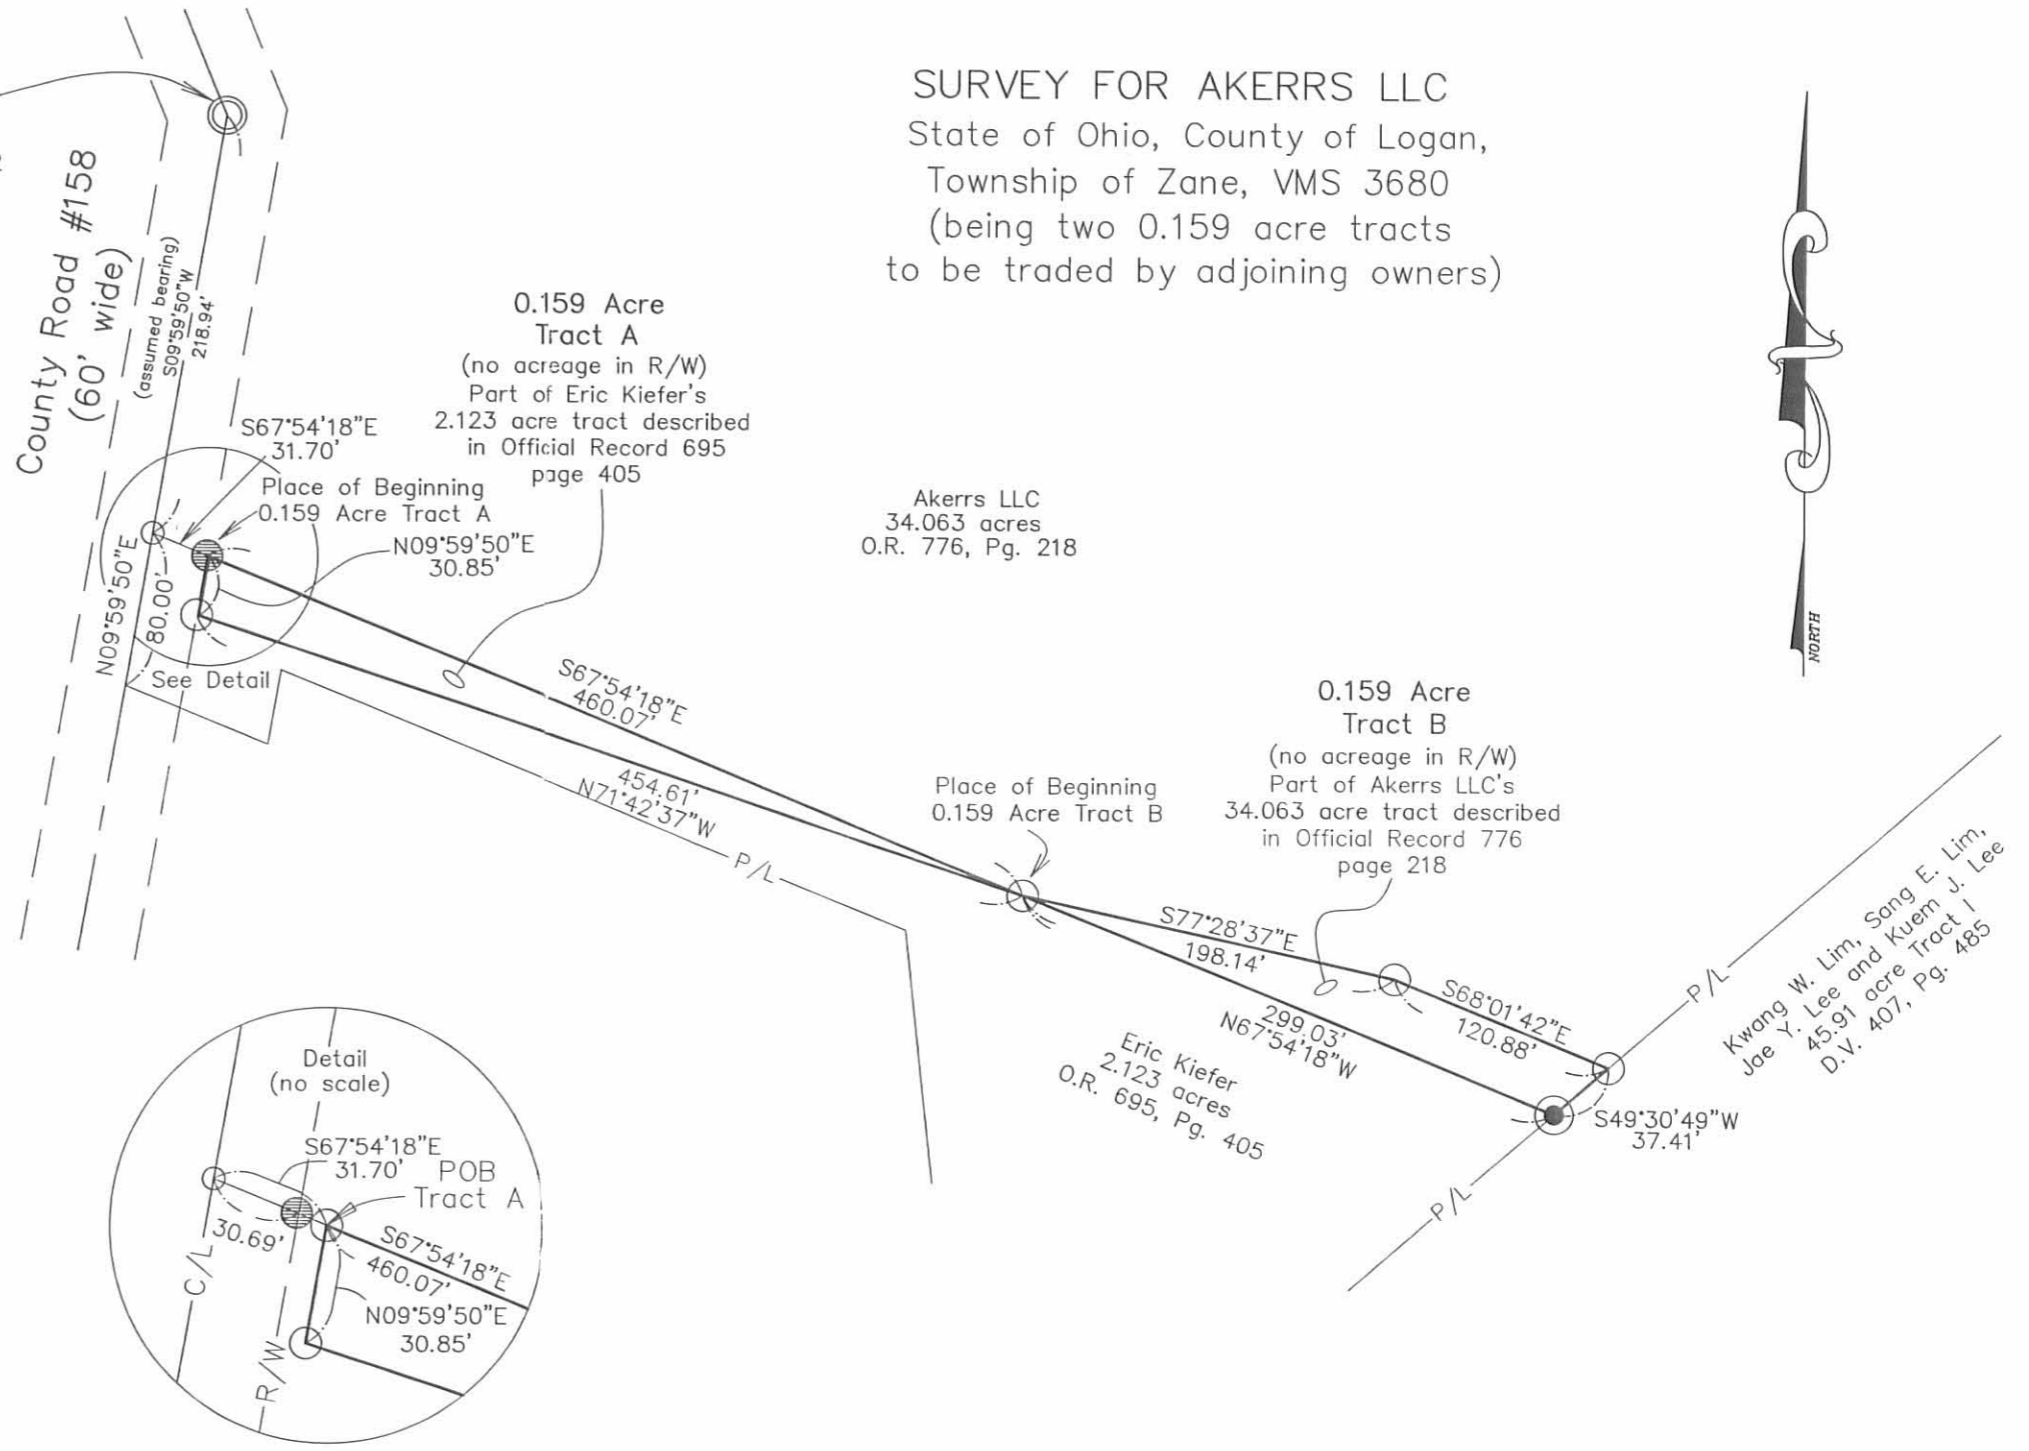 SURVEY FOR AKERRS LLC
State of Ohio, County of Logan,
Township of Zane, VMS 3680
(being two 0.159 acre tracts
to be traded by adjoining owners)
County Road #158
(60' wide)
(assumed bearing)
S09°59'50"W
218.94'
0.159 Acre
Tract A
(no acreage in R/W)
Part of Eric Kiefer's
2.123 acre tract described
in Official Record 695
page 405
S67°54'18"E
31.70'
Place of Beginning
0.159 Acre Tract A
N09°59'50"E
30.85'
N09°59'50"E
80.00'
See Detail
Akerrs LLC
34.063 acres
O.R. 776, Pg. 218
NORTH
S67°54'18"E
460.07'
454.61'
N71°42'37"W
P/L
Place of Beginning
0.159 Acre Tract B
0.159 Acre
Tract B
(no acreage in R/W)
Part of Akerrs LLC's
34.063 acre tract described
in Official Record 776
page 218
S77°28'37"E
198.14'
S68°01'42"E
120.88'
299.03'
N67°54'18"W
S49°30'49"W
37.41'
P/L
P/L
Kwang W. Lim, Sang E. Lim,
Jae Y. Lee and Kuem J. Lee
45.91 acre Tract I
D.V. 407, Pg. 485
Eric Kiefer
2.123 acres
O.R. 695, Pg. 405
Detail
(no scale)
S67°54'18"E
31.70'
POB
Tract A
30.69'
S67°54'18"E
460.07'
N09°59'50"E
30.85'
C/L
R/W